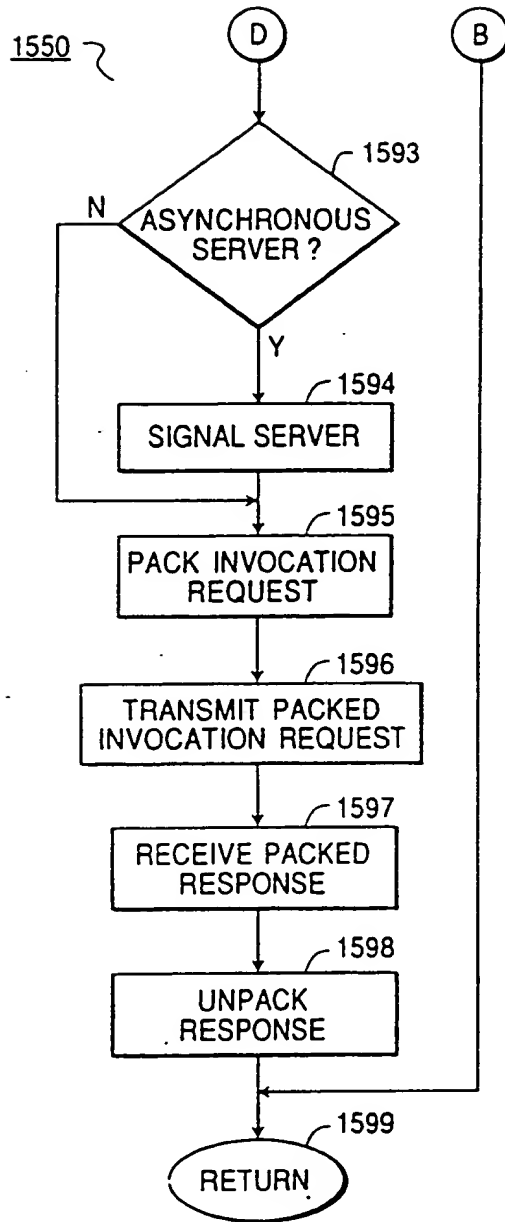 1550
D
B
1593
N
ASYNCHRONOUS
SERVER ?
Y
1594
SIGNAL SERVER
1595
PACK INVOCATION
REQUEST
1596
TRANSMIT PACKED
INVOCATION REQUEST
1597
RECEIVE PACKED
RESPONSE
1598
UNPACK
RESPONSE
1599
RETURN